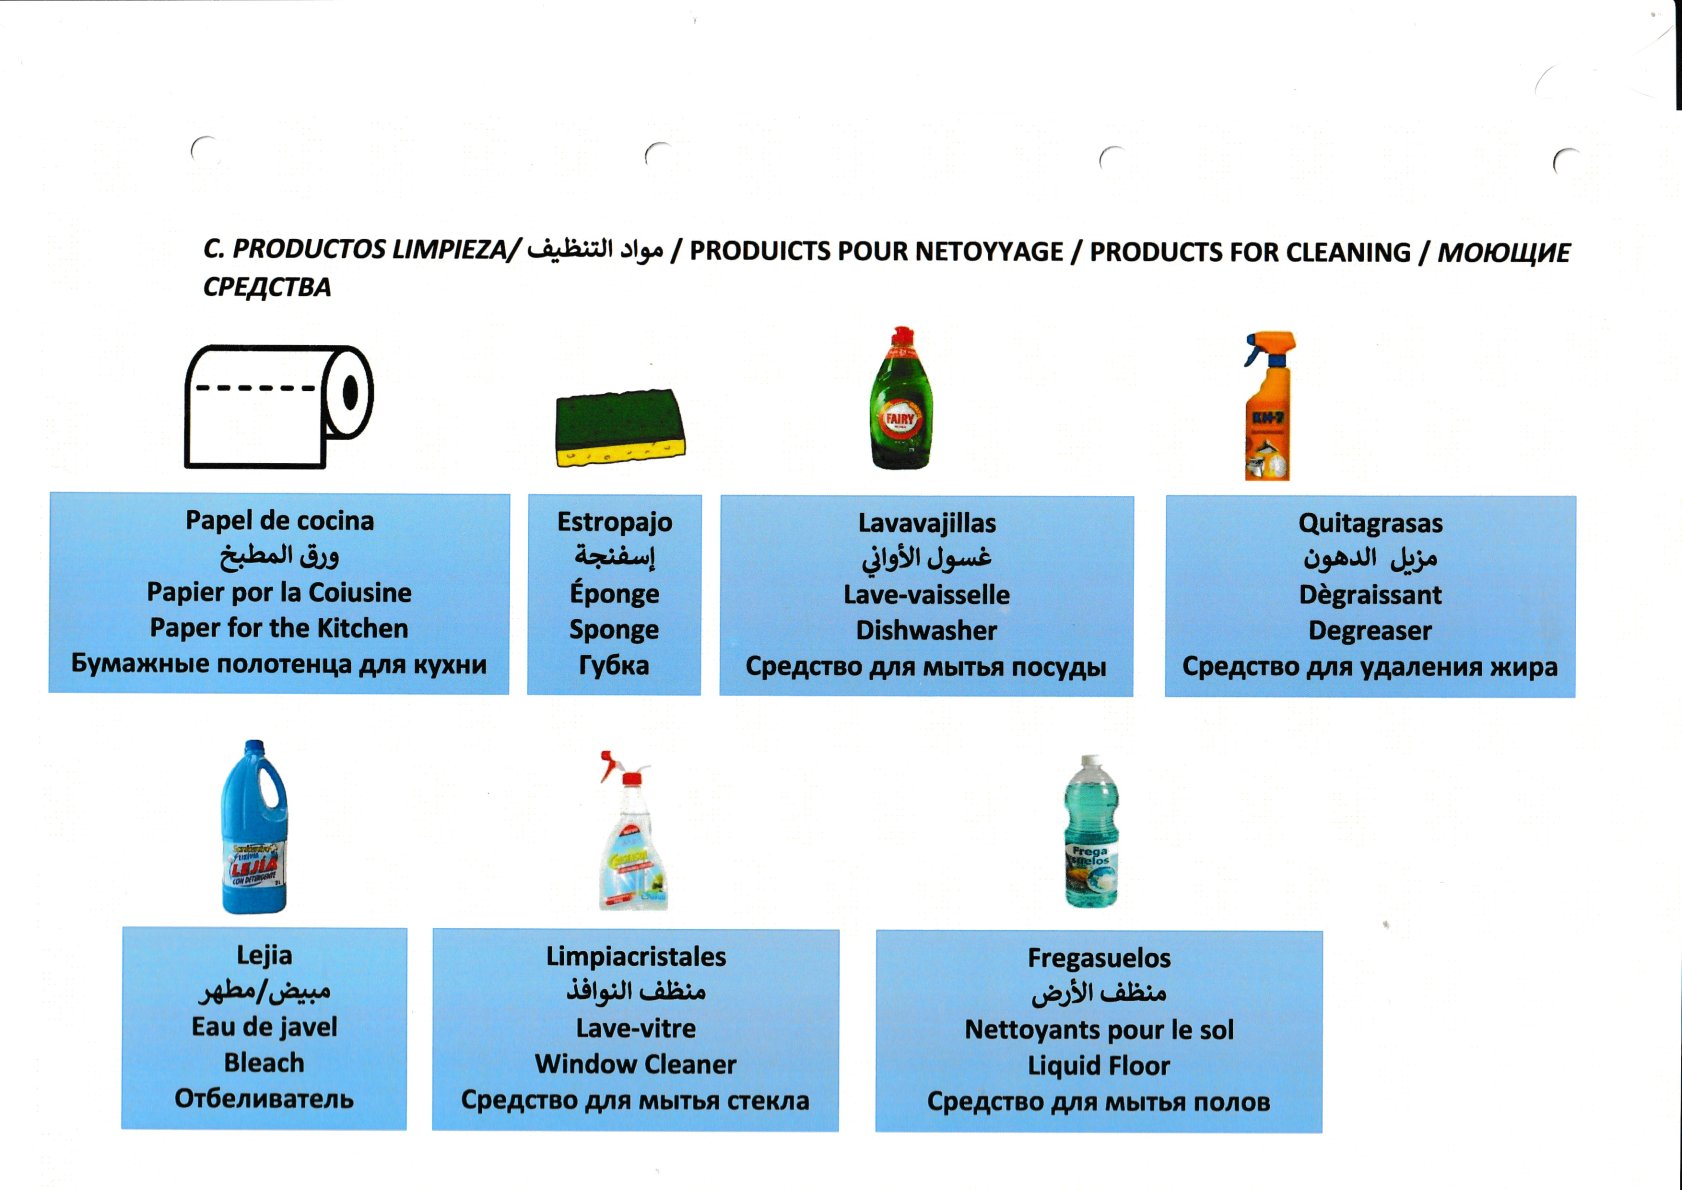 C. PRODUCTOS LIMPIEZA/ مواد التنظيف / PRODUICTS POUR NETOYYAGE / PRODUCTS FOR CLEANING / МОЮЩИЕ
СРЕДСТВА
FAIRY
KH-7
Papel de cocina
ورق المطبخ
Papier por la Coiusine
Paper for the Kitchen
Бумажные полотенца для кухни
Estropajo
إسفنجة
Éponge
Sponge
Губка
Lavavajillas
غسول الأواني
Lave-vaisselle
Dishwasher
Средство для мытья посуды
Quitagrasas
مزيل الدهون
Dègraissant
Degreaser
Средство для удаления жира
LEJÍA
CON DETERGENTE
Frega
suelos
Lejia
مبيض/مطهر
Eau de javel
Bleach
Отбеливатель
Limpiacristales
منظف النوافذ
Lave-vitre
Window Cleaner
Средство для мытья стекла
Fregasuelos
منظف الأرض
Nettoyants pour le sol
Liquid Floor
Средство для мытья полов